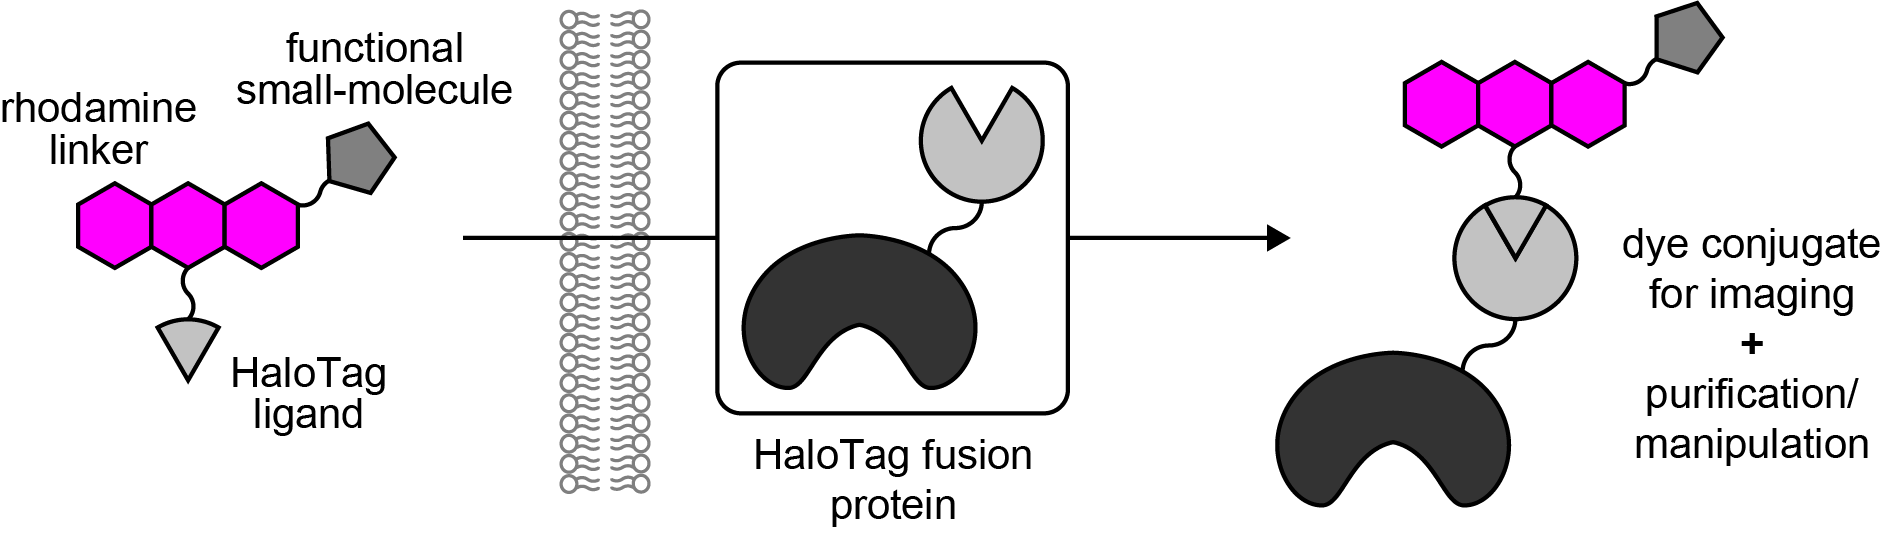 functional
small-molecule
rhodamine
linker
HaloTag
ligand
HaloTag fusion
protein
dye conjugate
for imaging
+
purification/
manipulation